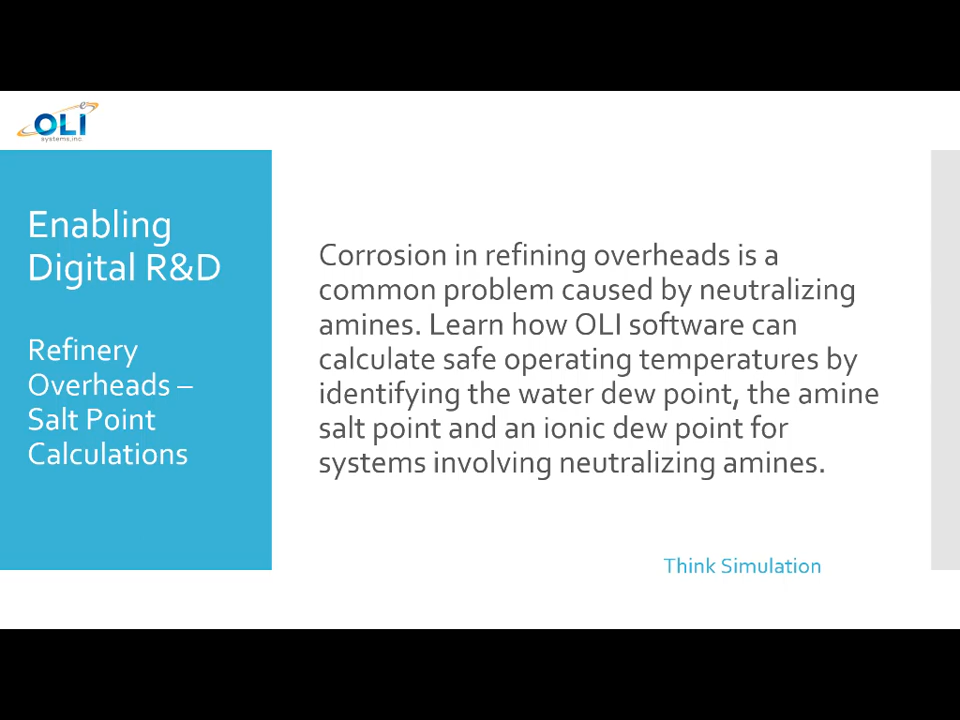 OLI
systems, inc.
Enabling
Digital R&D
Refinery
Overheads –
Salt Point
Calculations
Corrosion in refining overheads is a
common problem caused by neutralizing
amines. Learn how OLI software can
calculate safe operating temperatures by
identifying the water dew point, the amine
salt point and an ionic dew point for
systems involving neutralizing amines.
Think Simulation